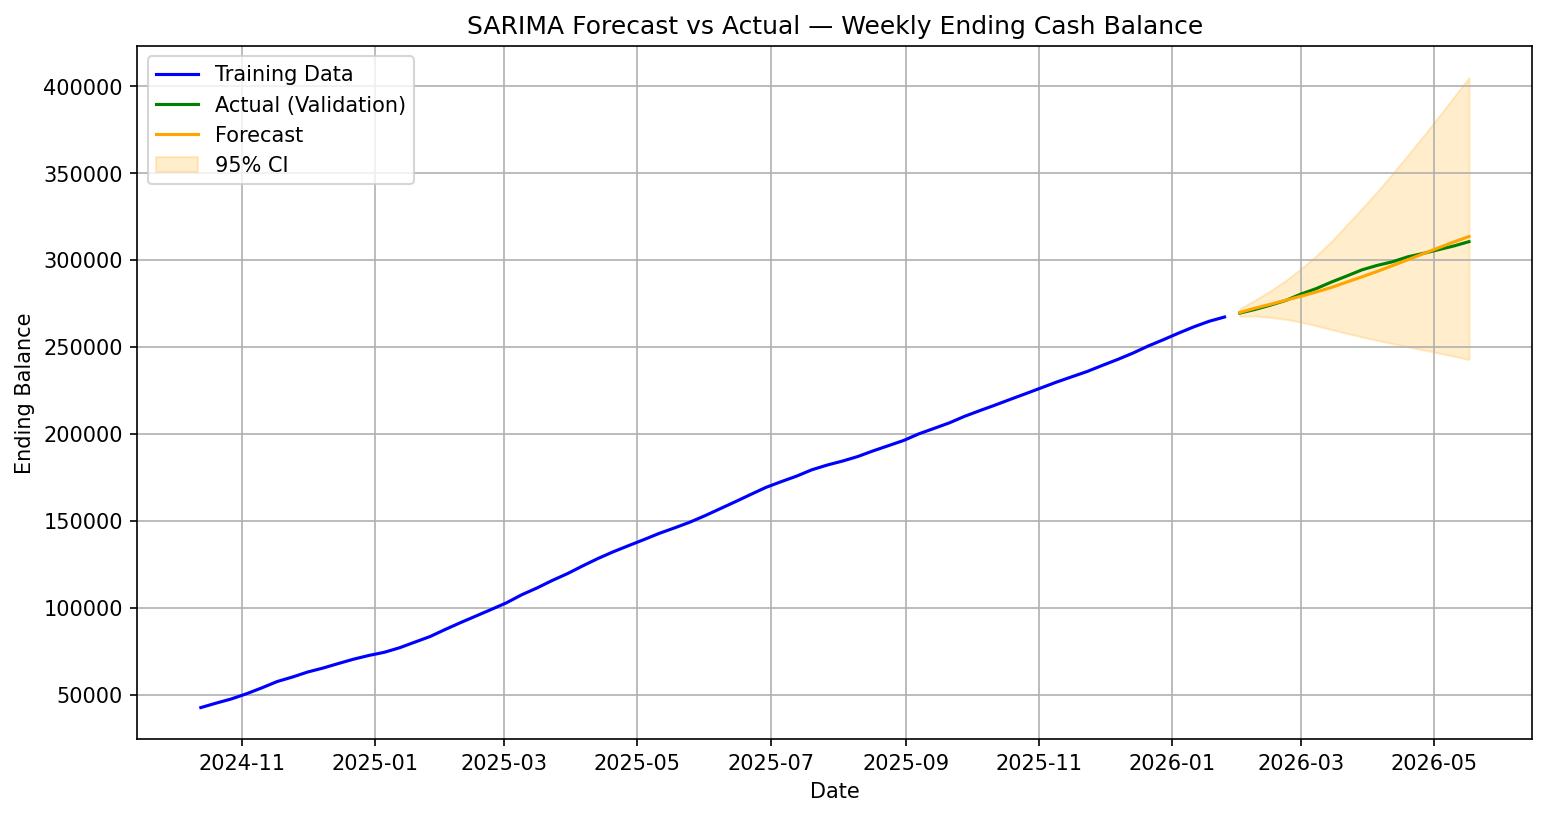 SARIMA Forecast vs Actual — Weekly Ending Cash Balance
Training Data
Actual (Validation)
Forecast
95% CI
400000
350000
300000
250000
200000
150000
100000
50000
Ending Balance
2024-11 2025-01 2025-03 2025-05 2025-07 2025-09 2025-11 2026-01 2026-03 2026-05
Date